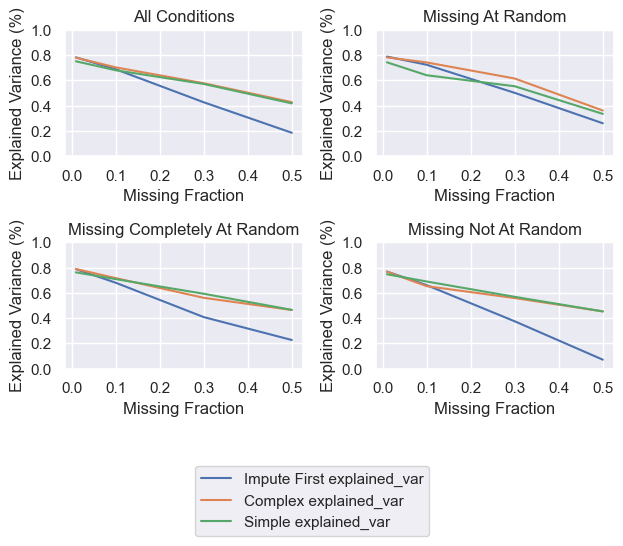 All Conditions
Explained Variance (%)
1.0
0.8
0.6
0.4
0.2
0.0
0.0 0.1 0.2 0.3 0.4 0.5
Missing Fraction
Missing At Random
Explained Variance (%)
1.0
0.8
0.6
0.4
0.2
0.0
0.0 0.1 0.2 0.3 0.4 0.5
Missing Fraction
Missing Completely At Random
Explained Variance (%)
1.0
0.8
0.6
0.4
0.2
0.0
0.0 0.1 0.2 0.3 0.4 0.5
Missing Fraction
Missing Not At Random
Explained Variance (%)
1.0
0.8
0.6
0.4
0.2
0.0
0.0 0.1 0.2 0.3 0.4 0.5
Missing Fraction
Impute First explained_var
Complex explained_var
Simple explained_var